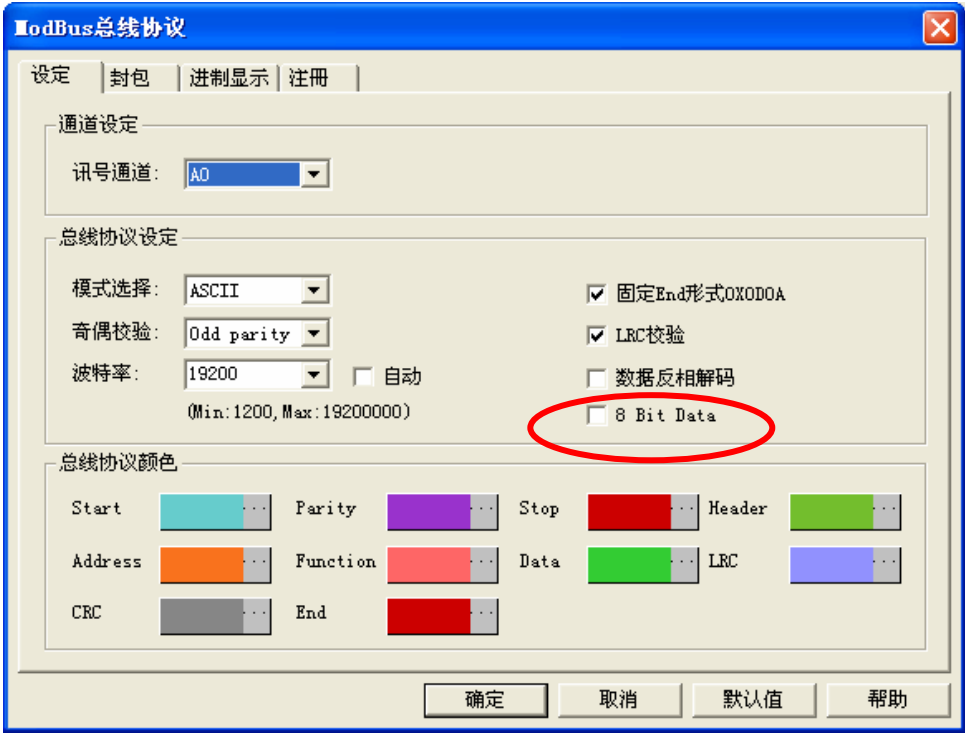 ModBus总线协议
设定 封包 进制显示 注册
通道设定
讯号通道: A0
总线协议设定
模式选择: ASCII
固定End形式0X0D0A
奇偶校验: Odd parity
LRC校验
波特率: 19200 自动
数据反相解码
(Min:1200,Max:19200000)
8 Bit Data
总线协议颜色
Start ... Parity ... Stop ... Header ...
Address ... Function ... Data ... LRC ...
CRC ... End ...
确定 取消 默认值 帮助